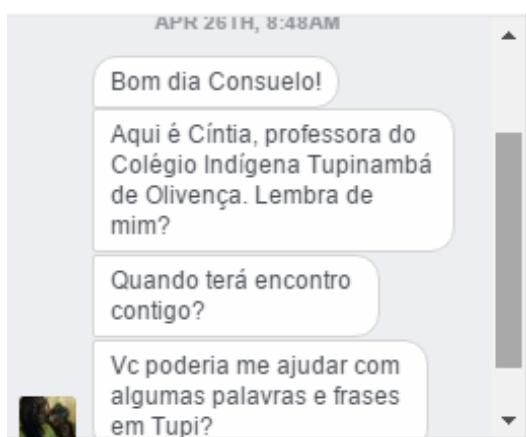 APR 26TH, 8:48AM
Bom dia Consuelo!
Aqui é Cíntia, professora do
Colégio Indígena Tupinambá
de Olivença. Lembra de
mim?
Quando terá encontro
contigo?
Vc poderia me ajudar com
algumas palavras e frases
em Tupi?